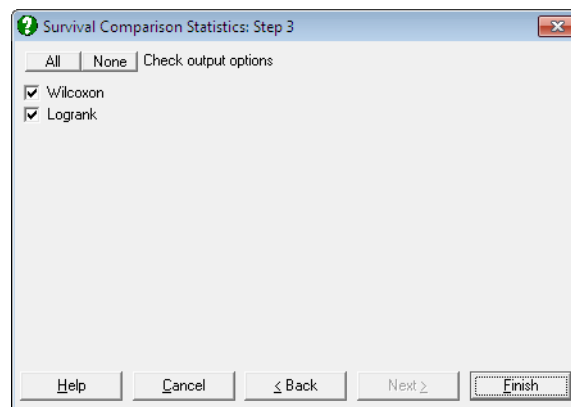 Survival Comparison Statistics: Step 3
All None Check output options
Wilcoxon
Logrank
Help Cancel < Back Next > Finish